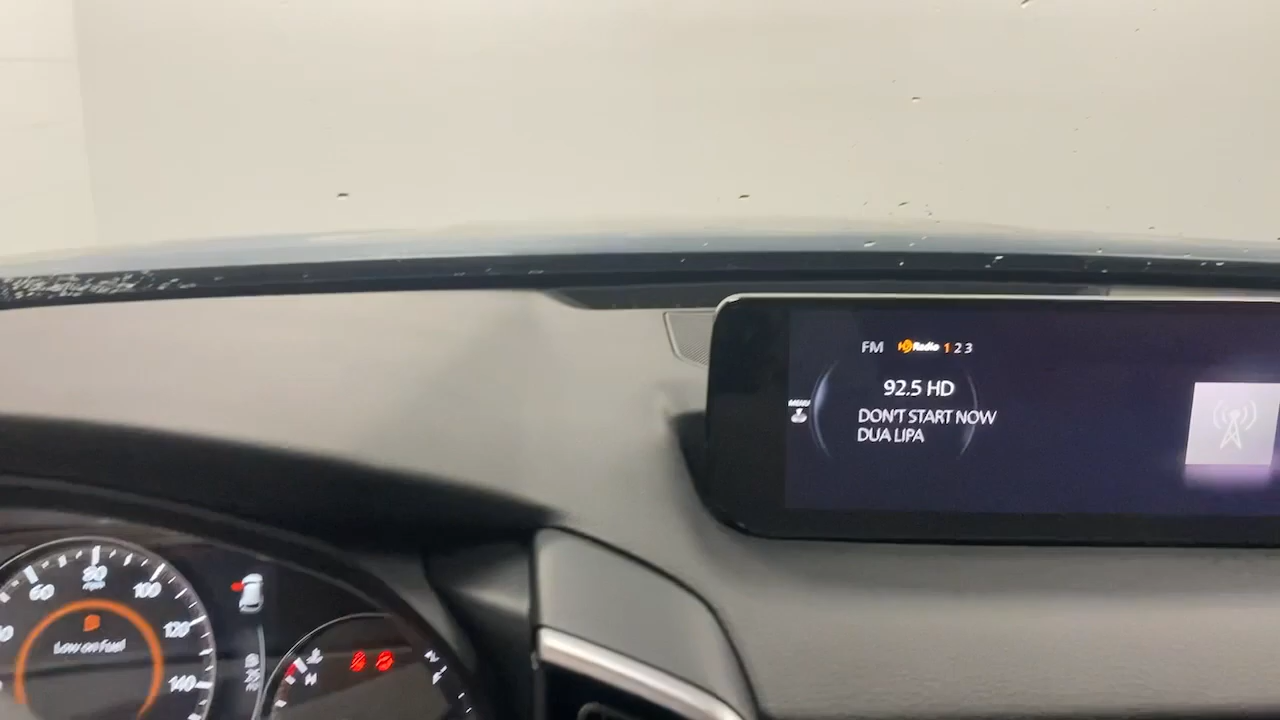 FM HD Radio 1 2 3
92.5 HD
MENU
DON'T START NOW
DUA LIPA
60 80 100
mph
120
Low on Fuel
140
H